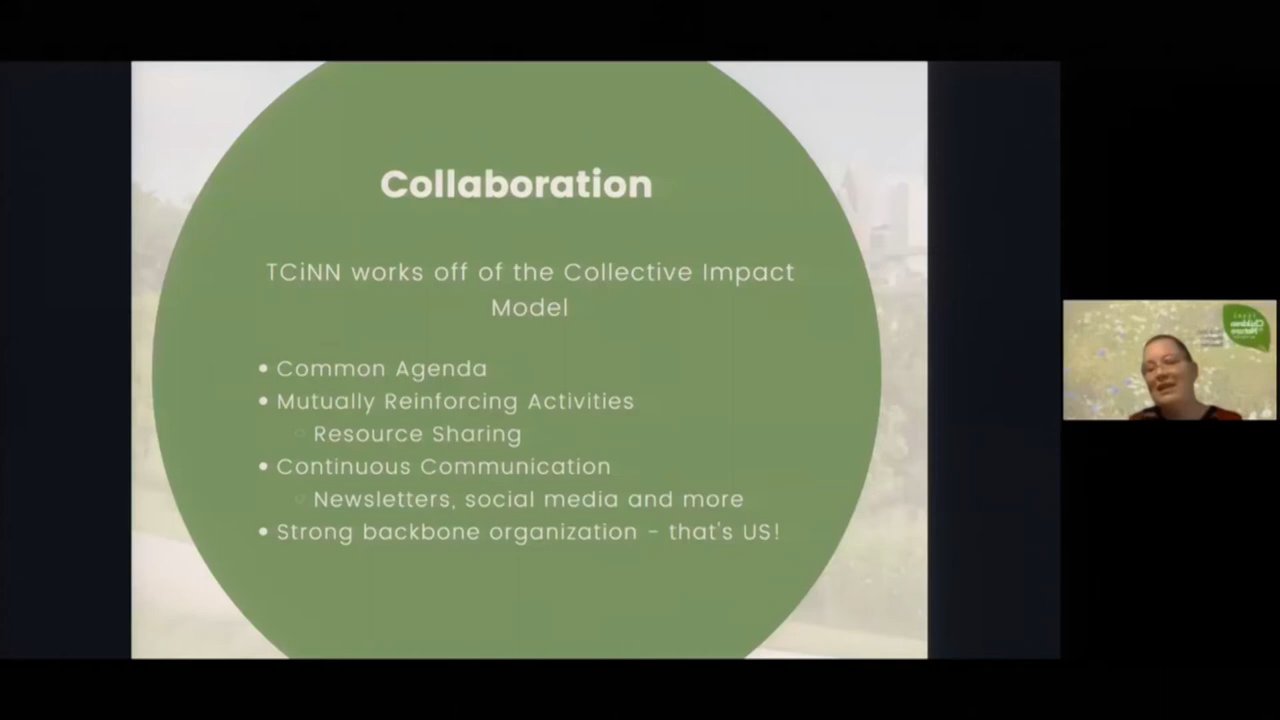 Collaboration
TCiNN works off of the Collective Impact
Model
• Common Agenda
• Mutually Reinforcing Activities
◦ Resource Sharing
• Continuous Communication
◦ Newsletters, social media and more
• Strong backbone organization - that's US!